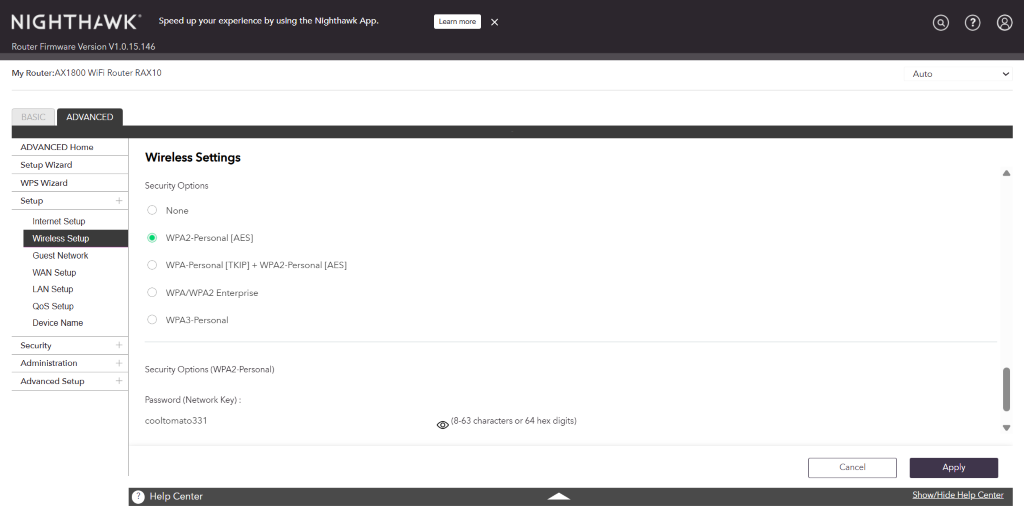 NIGHTHAWK®
Speed up your experience by using the Nighthawk App.
Learn more
Router Firmware Version V1.0.15.146
My Router:AX1800 WiFi Router RAX10
Auto
BASIC
ADVANCED
ADVANCED Home
Setup Wizard
WPS Wizard
Setup
Internet Setup
Wireless Setup
Guest Network
WAN Setup
LAN Setup
QoS Setup
Device Name
Security
Administration
Advanced Setup
Wireless Settings
Security Options
None
WPA2-Personal [AES]
WPA-Personal [TKIP] + WPA2-Personal [AES]
WPA/WPA2 Enterprise
WPA3-Personal
Security Options (WPA2-Personal)
Password (Network Key) :
cooltomato331
(8-63 characters or 64 hex digits)
Cancel
Apply
? Help Center
Show/Hide Help Center